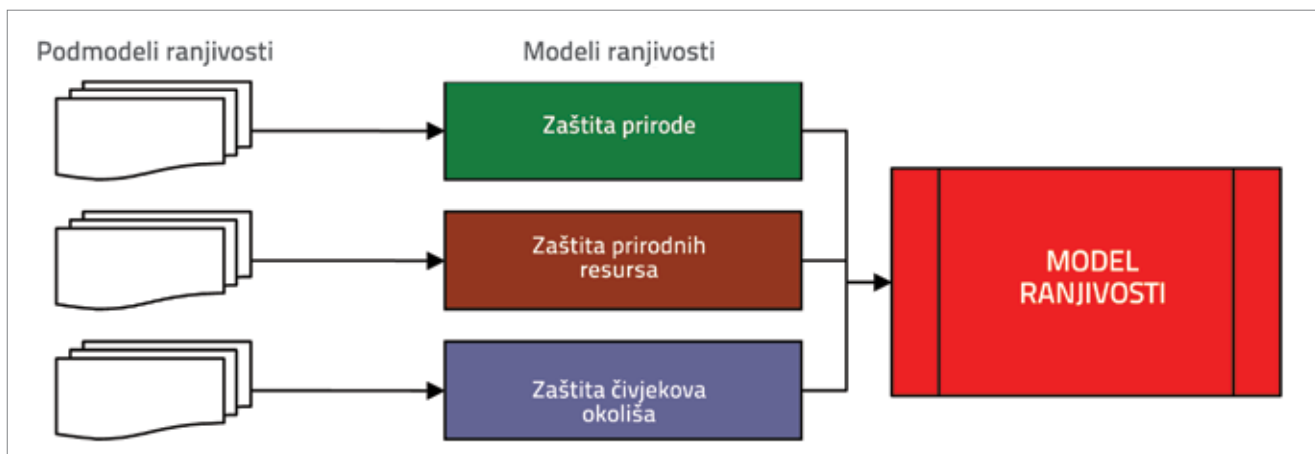 Podmodeli ranjivosti
Modeli ranjivosti
Zaštita prirode
Zaštita prirodnih
resursa
Zaštita čivjekova
okoliša
MODEL
RANJIVOSTI